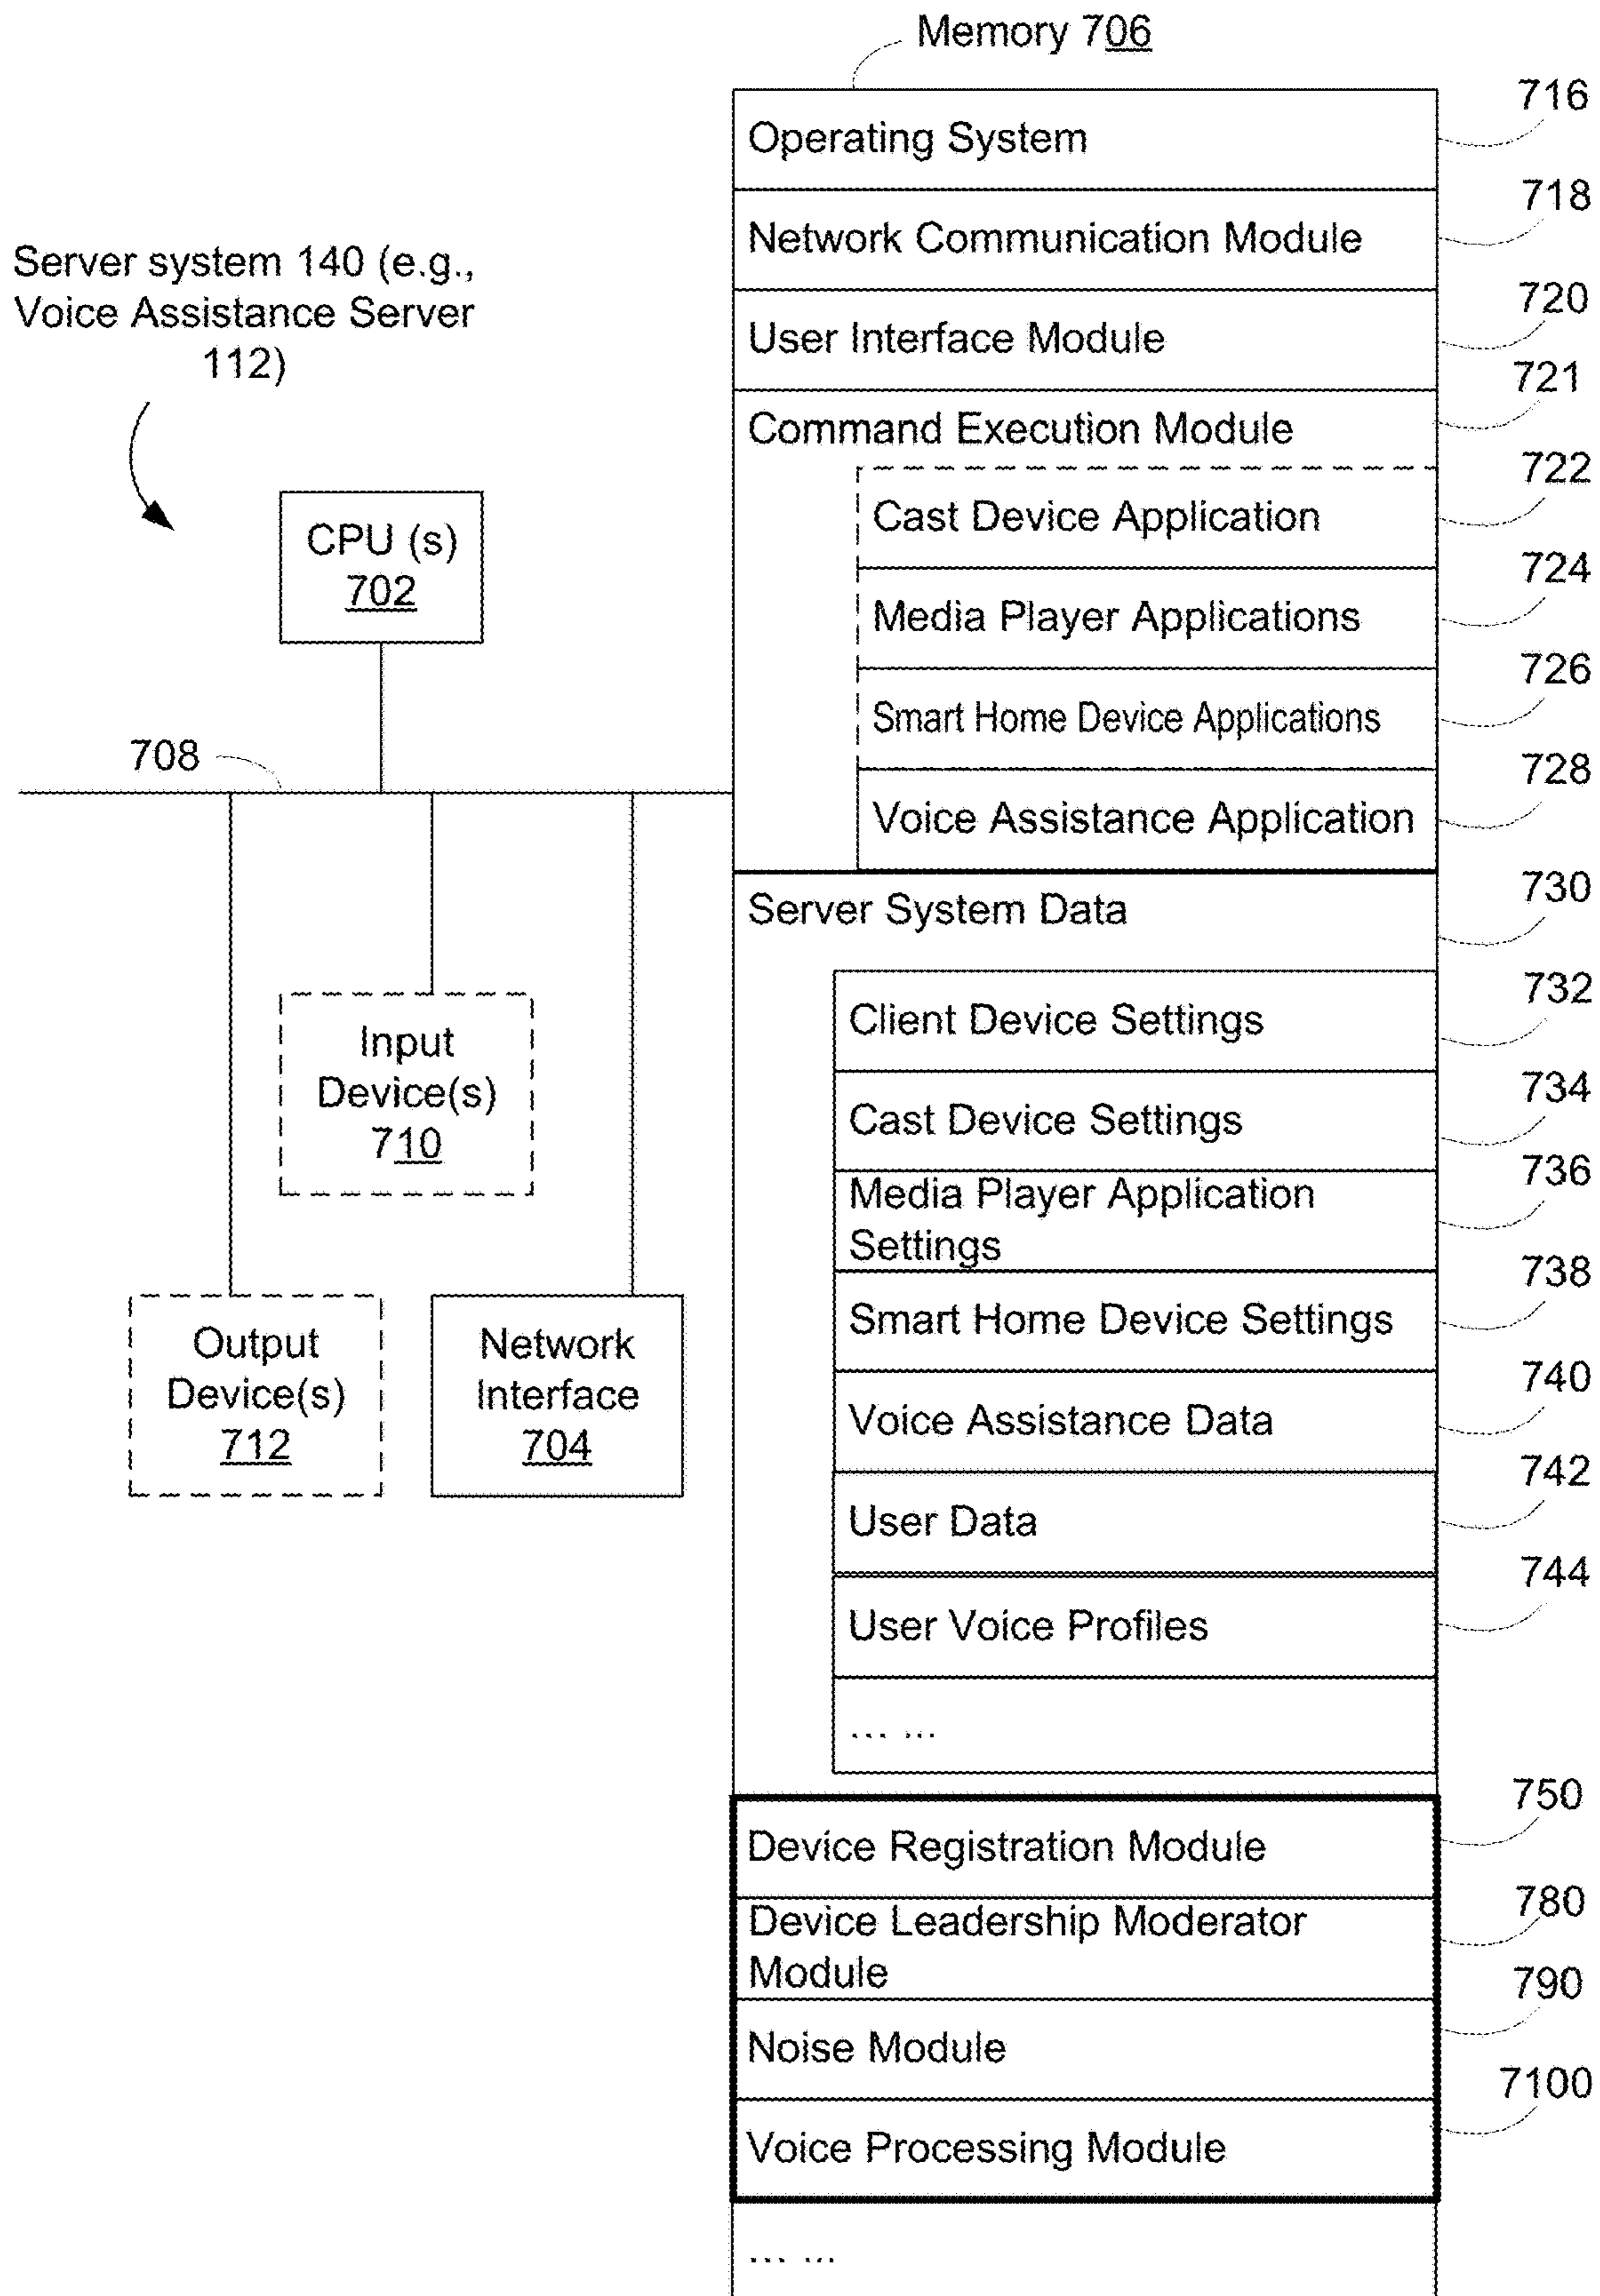 Memory 706
Operating System
716
Network Communication Module
718
User Interface Module
720
Command Execution Module
721
Cast Device Application
722
Media Player Applications
724
Smart Home Device Applications
726
Voice Assistance Application
728
Server System Data
730
Client Device Settings
732
Cast Device Settings
734
Media Player Application
Settings
736
Smart Home Device Settings
738
Voice Assistance Data
740
User Data
742
User Voice Profiles
744
... ...
Device Registration Module
750
Device Leadership Moderator
Module
780
Noise Module
790
Voice Processing Module
7100
... ...
Server system 140 (e.g.,
Voice Assistance Server
112)
CPU (s)
702
708
Input
Device(s)
710
Output
Device(s)
712
Network
Interface
704